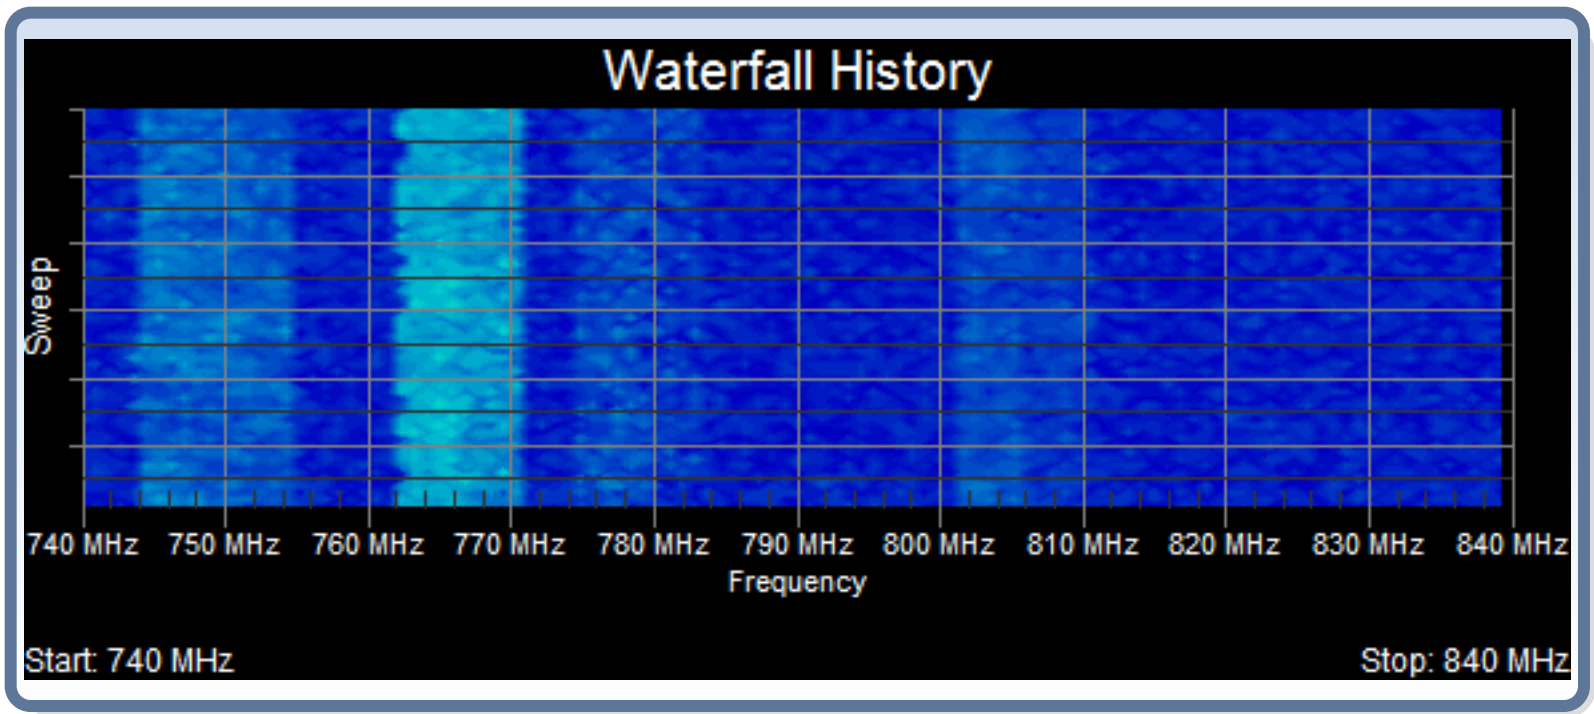 Waterfall History
Sweep
740 MHz 750 MHz 760 MHz 770 MHz 780 MHz 790 MHz 800 MHz 810 MHz 820 MHz 830 MHz 840 MHz
Frequency
Start: 740 MHz
Stop: 840 MHz